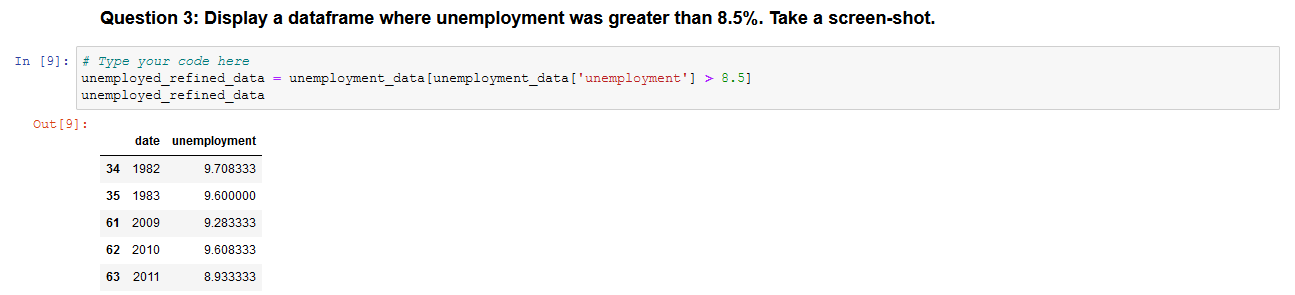 Question 3: Display a dataframe where unemployment was greater than 8.5%. Take a screen-shot.
In [9]: # Type your code here
unemployed_refined_data = unemployment_data[unemployment_data['unemployment'] > 8.5]
unemployed_refined_data
Out[9]:
date unemployment
34 1982 9.708333
35 1983 9.600000
61 2009 9.283333
62 2010 9.608333
63 2011 8.933333